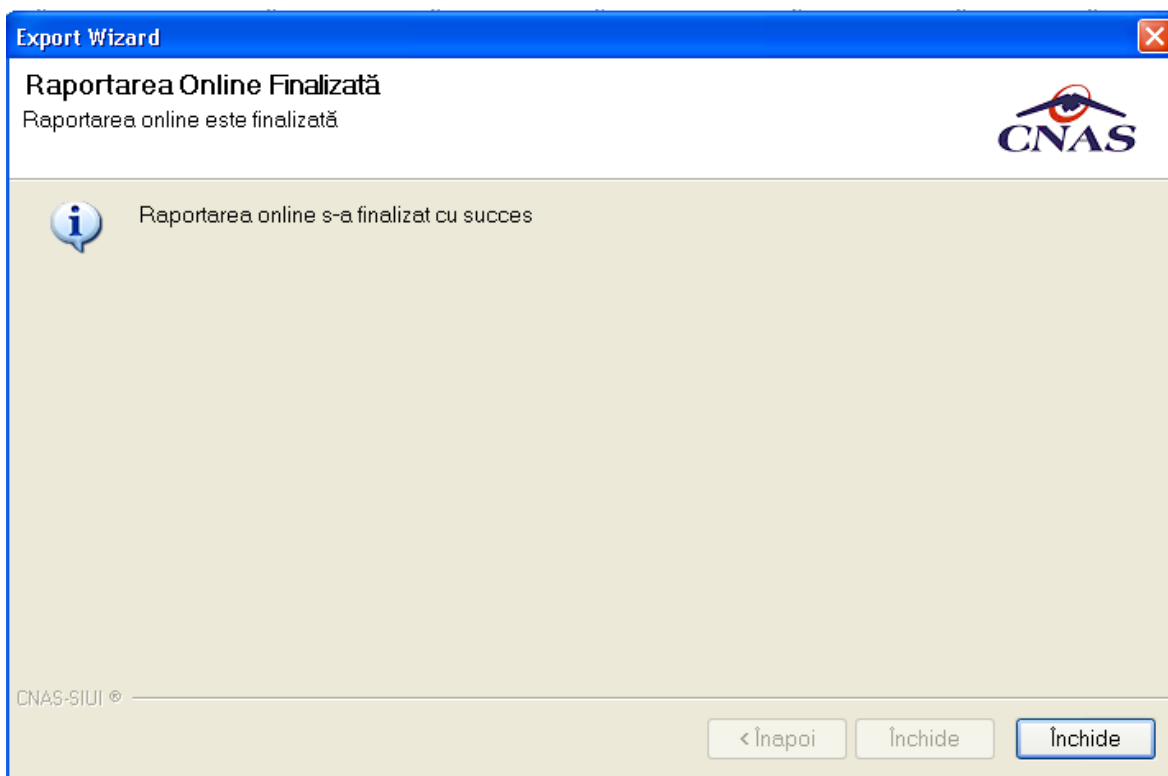 Export Wizard
Raportarea Online Finalizată
Raportarea online este finalizată
CNAS
Raportarea online s-a finalizat cu succes
CNAS-SIUI ®
< Înapoi
Închide
Închide